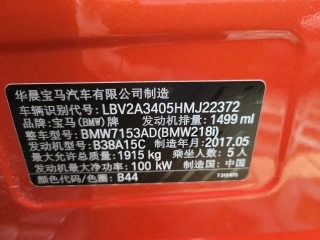 华晨宝马汽车有限公司制造
车辆识别代号：LBV2A3405HMJ22372
品牌：宝马(BMW)牌 发动机排量：1499 ml
整车型号：BMW7153AD(BMW218i)
发动机型号：B38A15C 制造年月：2017.05
最大允许总质量：1915 kg 乘坐人数：5 人
发动机最大净功率：100 kW 制造国：中国
颜色代码/色圈：B44